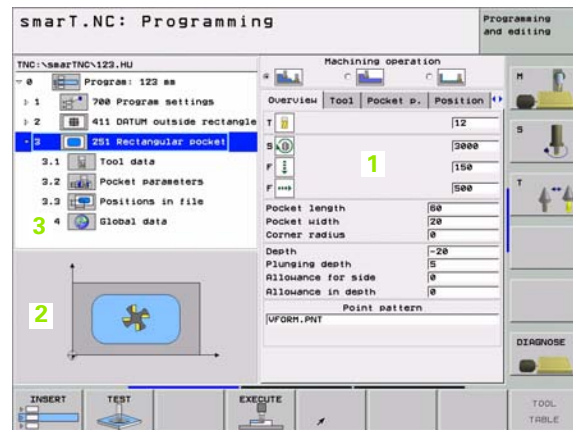 smarT.NC: Programming
Programming
and editing
TNC:\smarTNC\123.HU
0 Program: 123 mm
1 700 Program settings
2 411 DATUM outside rectangle
3 251 Rectangular pocket
3.1 Tool data
3.2 Pocket parameters
3.3 Positions in file
3 4 Global data
2
Machining operation
Overview Tool Pocket p. Position
T 12
S 3000
F 150
1
F 500
Pocket length 60
Pocket width 20
Corner radius 0
Depth -20
Plunging depth 5
Allowance for side 0
Allowance in depth 0
Point pattern
VFORM.PNT
M
S
T
DIAGNOSE
INSERT
TEST
EXECUTE
TOOL
TABLE